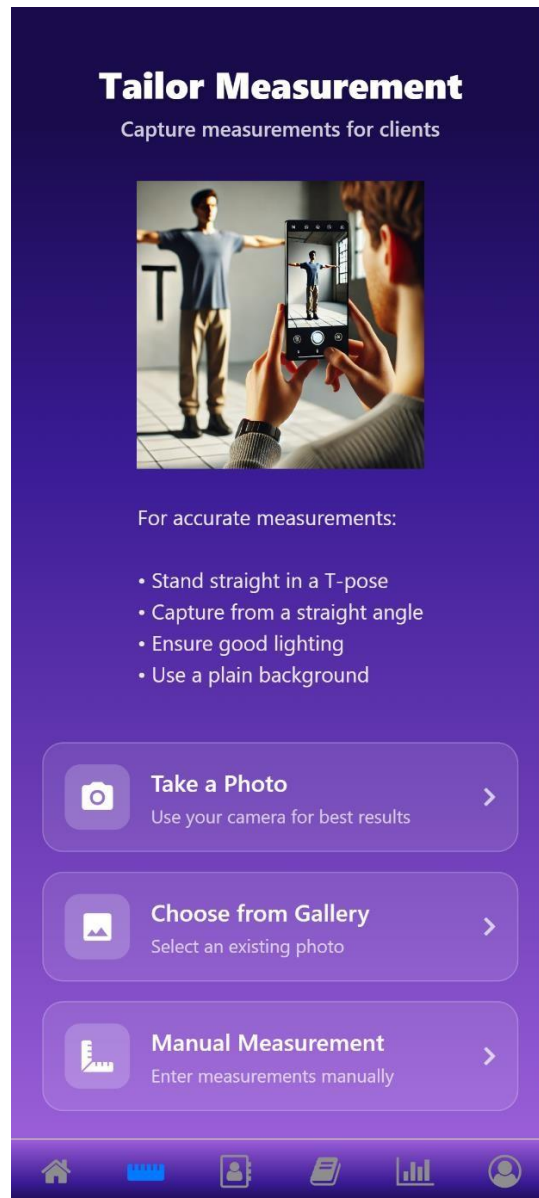 Tailor Measurement
Capture measurements for clients
T
For accurate measurements:
• Stand straight in a T-pose
• Capture from a straight angle
• Ensure good lighting
• Use a plain background
Take a Photo
Use your camera for best results
Choose from Gallery
Select an existing photo
Manual Measurement
Enter measurements manually